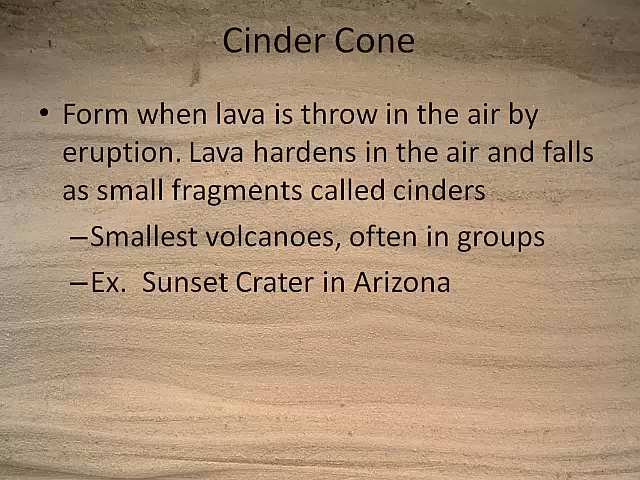 Cinder Cone
• Form when lava is throw in the air by
eruption. Lava hardens in the air and falls
as small fragments called cinders
–Smallest volcanoes, often in groups
–Ex.  Sunset Crater in Arizona